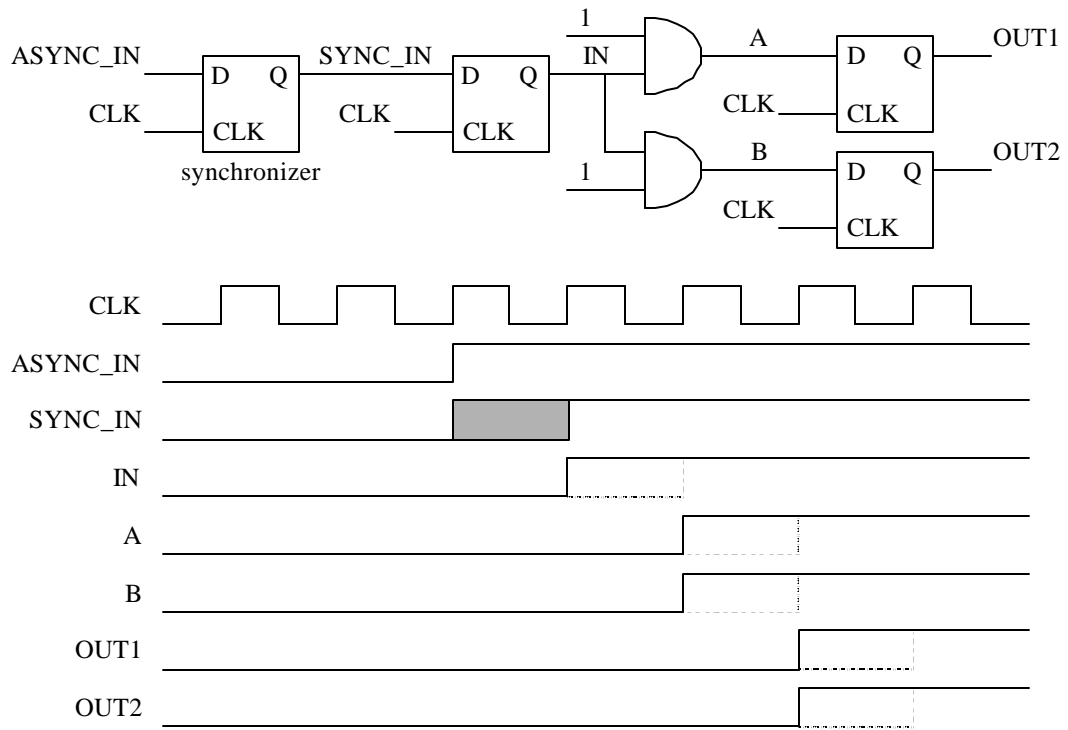 1
ASYNC_IN SYNC_IN IN A OUT1
D Q D Q D Q
CLK CLK CLK
CLK CLK CLK
synchronizer
B OUT2
1 D Q
CLK
CLK
CLK
ASYNC_IN
SYNC_IN
IN
A
B
OUT1
OUT2